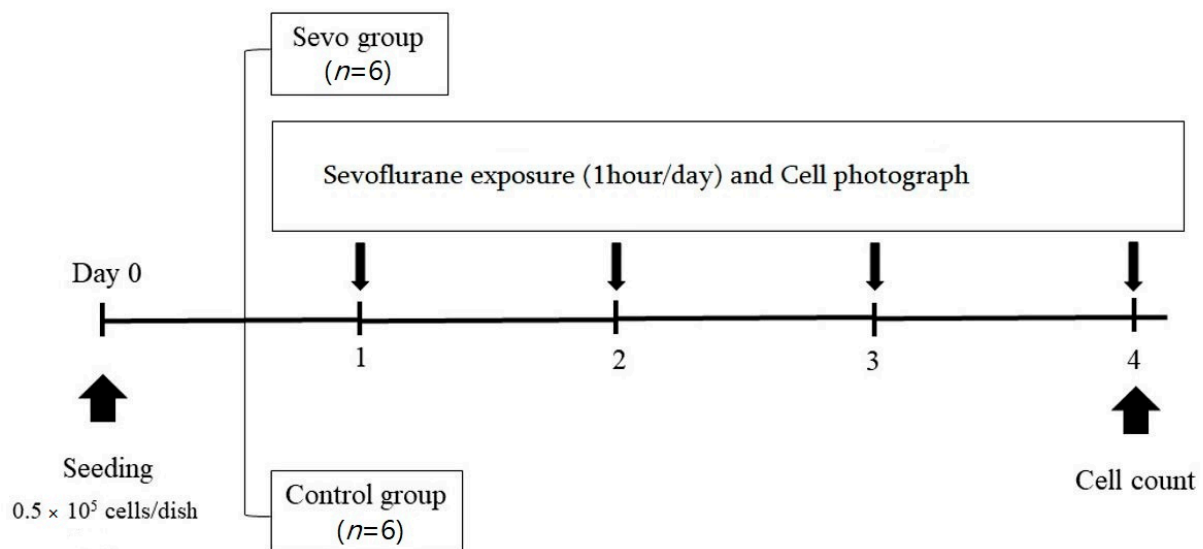 Sevo group
(n=6)
Sevoflurane exposure (1hour/day) and Cell photograph
Day 0
1
2
3
4
Seeding
0.5 × 10⁵ cells/dish
Cell count
Control group
(n=6)